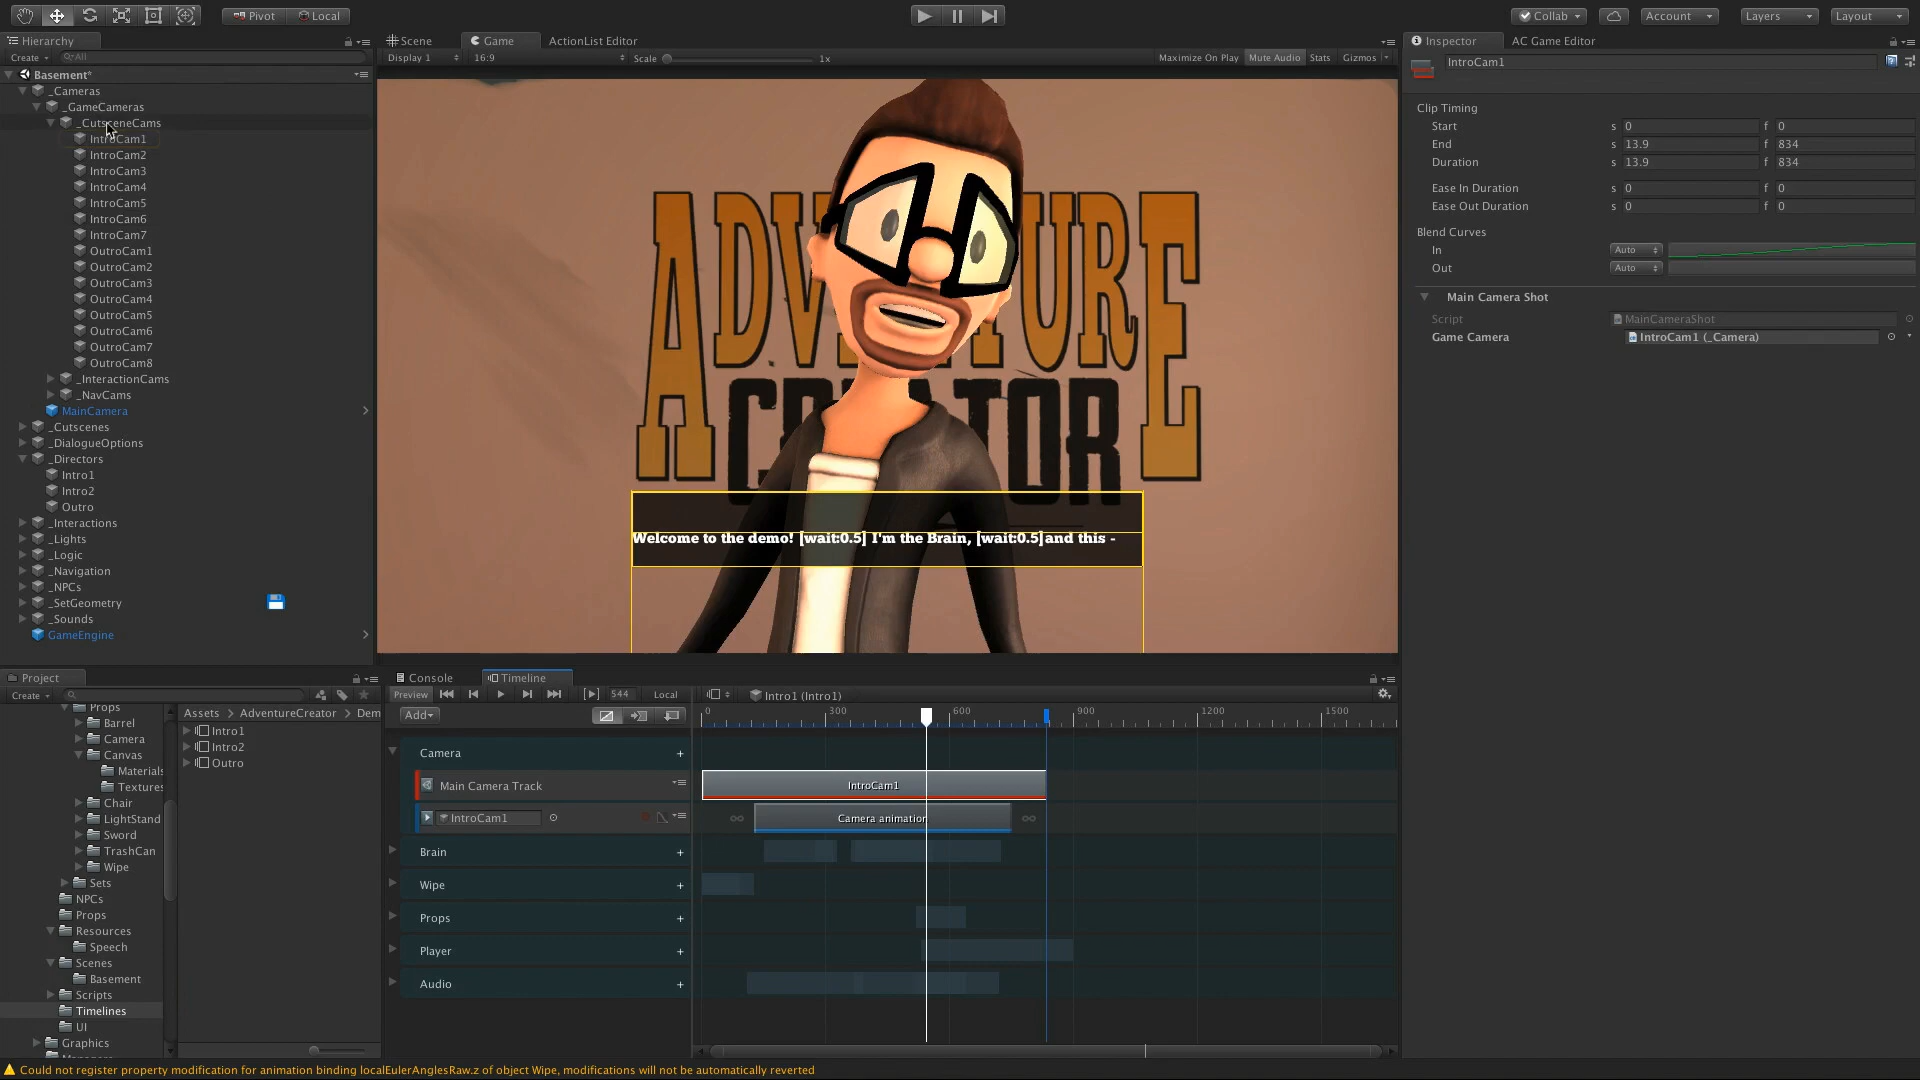 Pivot Local Collab Account Layers Layout
Hierarchy Scene Game ActionList Editor Inspector AC Game Editor
Create All Display 1 16:9 Scale 1x Maximize On Play Mute Audio Stats Gizmos IntroCam1
Basement*
_Cameras
_GameCameras
_CutsceneCams
IntroCam1
IntroCam2
IntroCam3
IntroCam4
IntroCam5
IntroCam6
IntroCam7
OutroCam1
OutroCam2
OutroCam3
OutroCam4
OutroCam5
OutroCam6
OutroCam7
OutroCam8
_InteractionCams
_NavCams
MainCamera
_Cutscenes
_DialogueOptions
_Directors
Intro1
Intro2
Outro
_Interactions
_Lights
_Logic
_Navigation
_NPCs
_SetGeometry
_Sounds
GameEngine
Welcome to the demo! [wait:0.5] I'm the Brain, [wait:0.5]and this -
Clip Timing
Start s 0 f 0
End s 13.9 f 834
Duration s 13.9 f 834
Ease In Duration s 0 f 0
Ease Out Duration s 0 f 0
Blend Curves
In Auto
Out Auto
Main Camera Shot
Script MainCameraShot
Game Camera IntroCam1 (_Camera)
Project
Create
Props
Barrel
Camera
Canvas
Materials
Textures
Chair
LightStand
Sword
TrashCan
Wipe
Sets
NPCs
Props
Resources
Speech
Scenes
Basement
Scripts
Timelines
UI
Graphics
Assets > AdventureCreator > Dem
Intro1
Intro2
Outro
Console Timeline
Preview 544 Local Intro1 (Intro1)
Add 0 300 600 900 1200 1500
Camera
Main Camera Track IntroCam1
IntroCam1 Camera animation
Brain
Wipe
Props
Player
Audio
Could not register property modification for animation binding localEulerAnglesRaw.z of object Wipe, modifications will not be automatically reverted